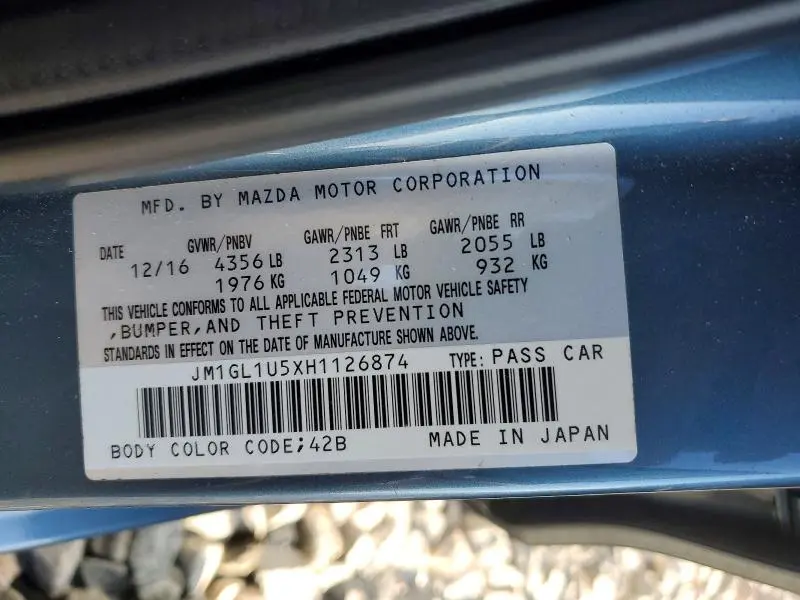 MFD. BY MAZDA MOTOR CORPORATION
DATE GVWR/PNBV GAWR/PNBE FRT GAWR/PNBE RR
12/16 4356 LB 2313 LB 2055 LB
1976 KG 1049 KG 932 KG
THIS VEHICLE CONFORMS TO ALL APPLICABLE FEDERAL MOTOR VEHICLE SAFETY
,BUMPER,AND THEFT PREVENTION
STANDARDS IN EFFECT ON THE DATE OF MANUFACTURE SHOWN ABOVE.
JM1GL1U5XH1126874 TYPE: PASS CAR
BODY COLOR CODE;42B MADE IN JAPAN